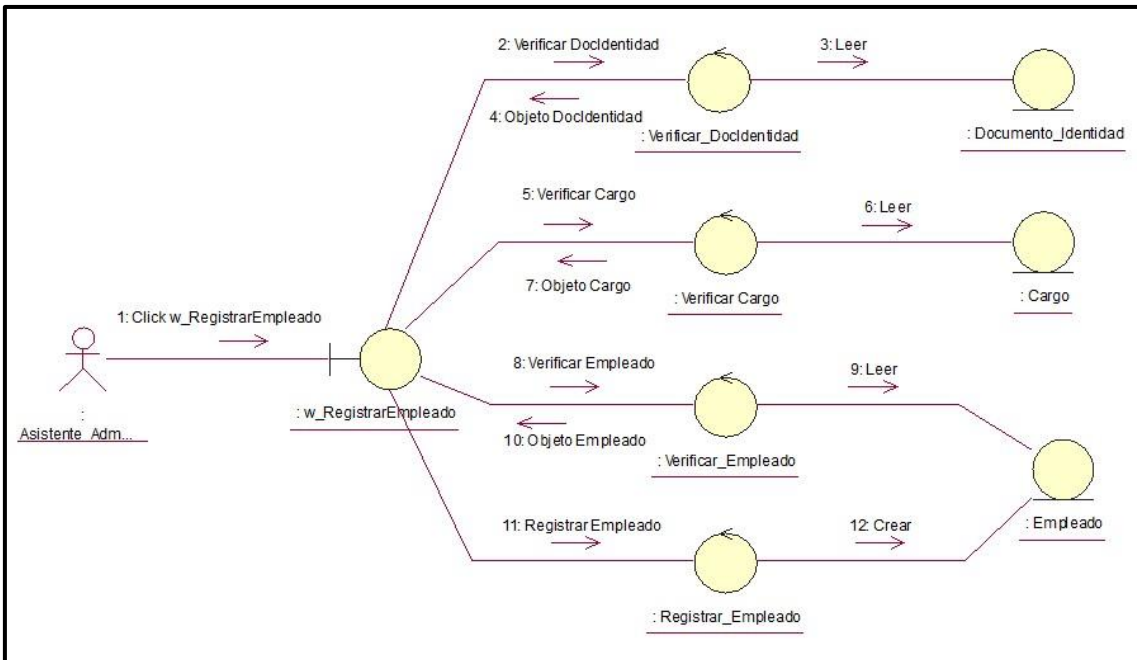 2: Verificar DocIdentidad
3: Leer
4: Objeto DocIdentidad
: Verificar_DocIdentidad
: Documento_Identidad
5: Verificar Cargo
6: Leer
7: Objeto Cargo
: Verificar Cargo
: Cargo
1: Click w_RegistrarEmpleado
8: Verificar Empleado
9: Leer
: w_RegistrarEmpleado
:
Asistente_Adm...
10: Objeto Empleado
: Verificar_Empleado
11: Registrar Empleado
12: Crear
: Empleado
: Registrar_Empleado